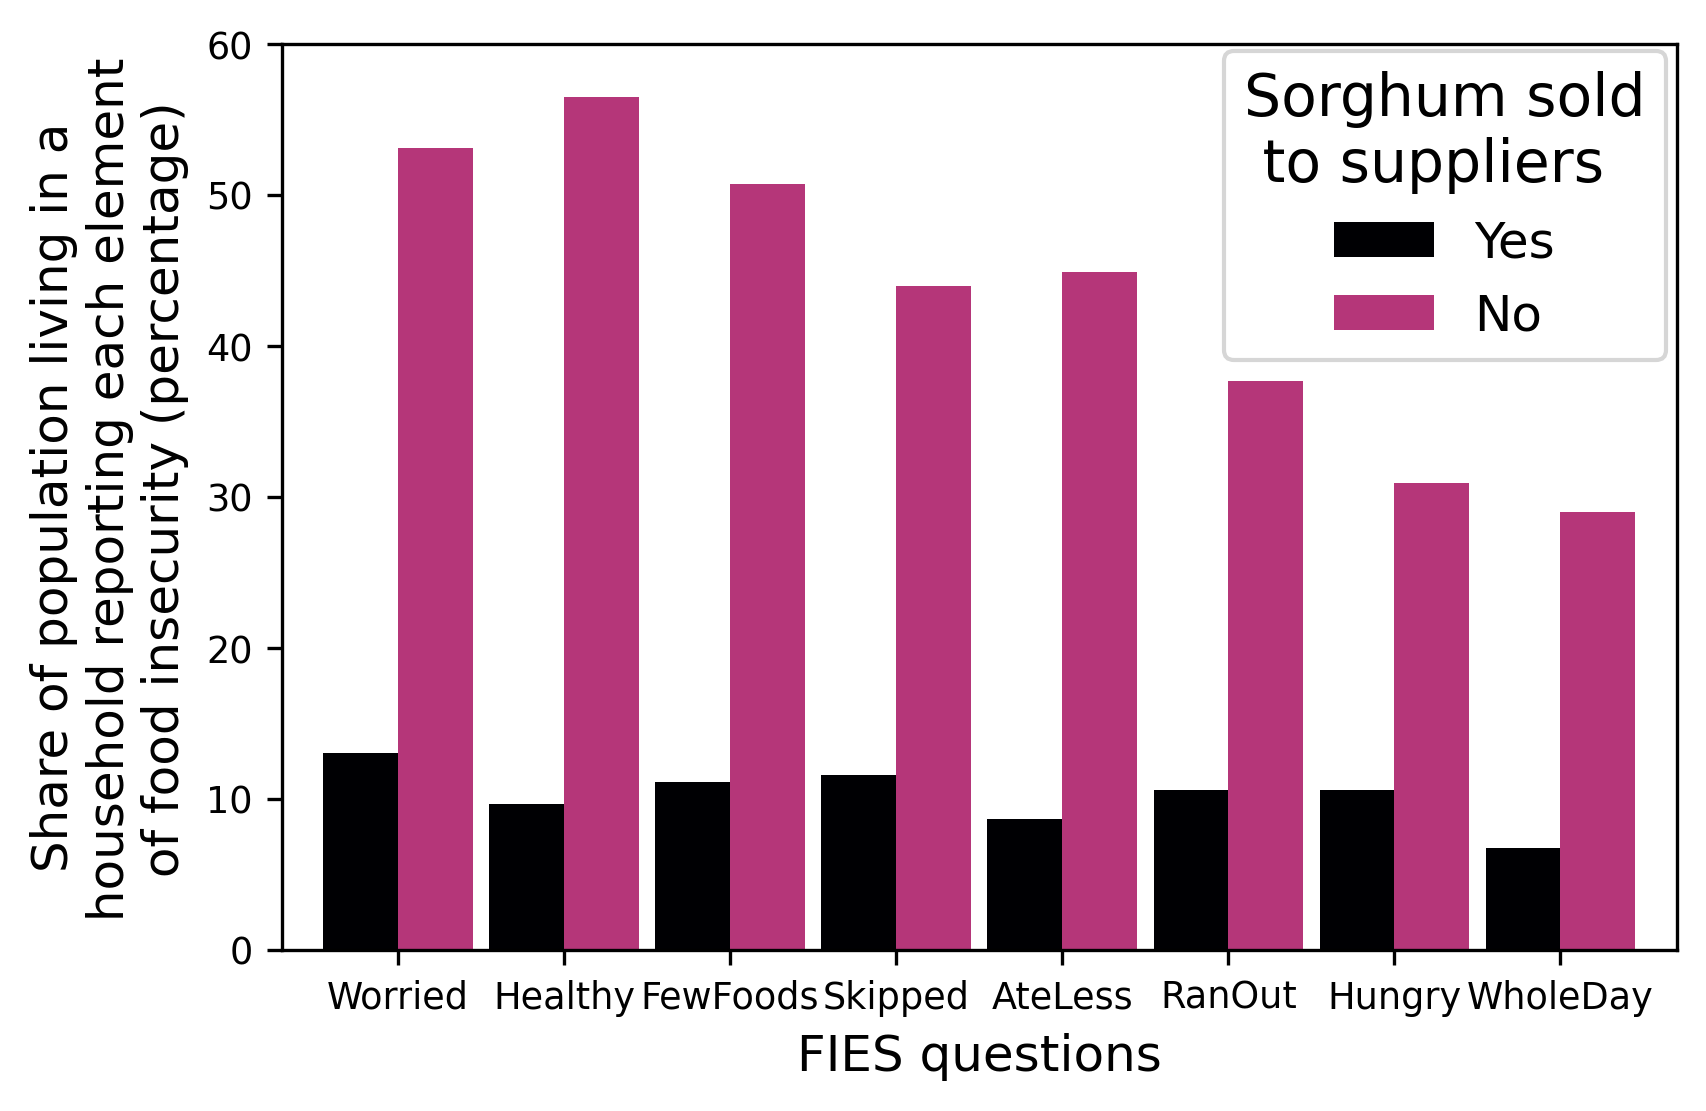 Share of population living in a
household reporting each element
of food insecurity (percentage)
60
50
40
30
20
10
0
Sorghum sold
to suppliers
Yes
No
Worried Healthy FewFoods Skipped AteLess RanOut Hungry WholeDay
FIES questions